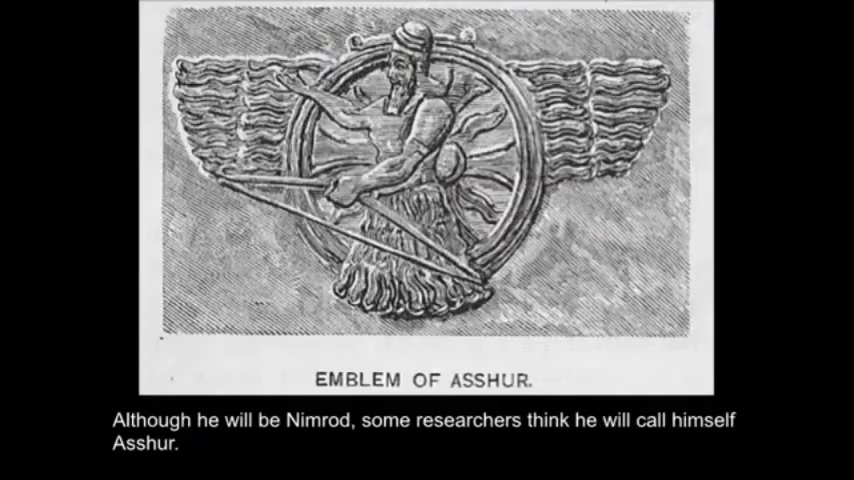 EMBLEM OF ASSHUR.
Although he will be Nimrod, some researchers think he will call himself
Asshur.